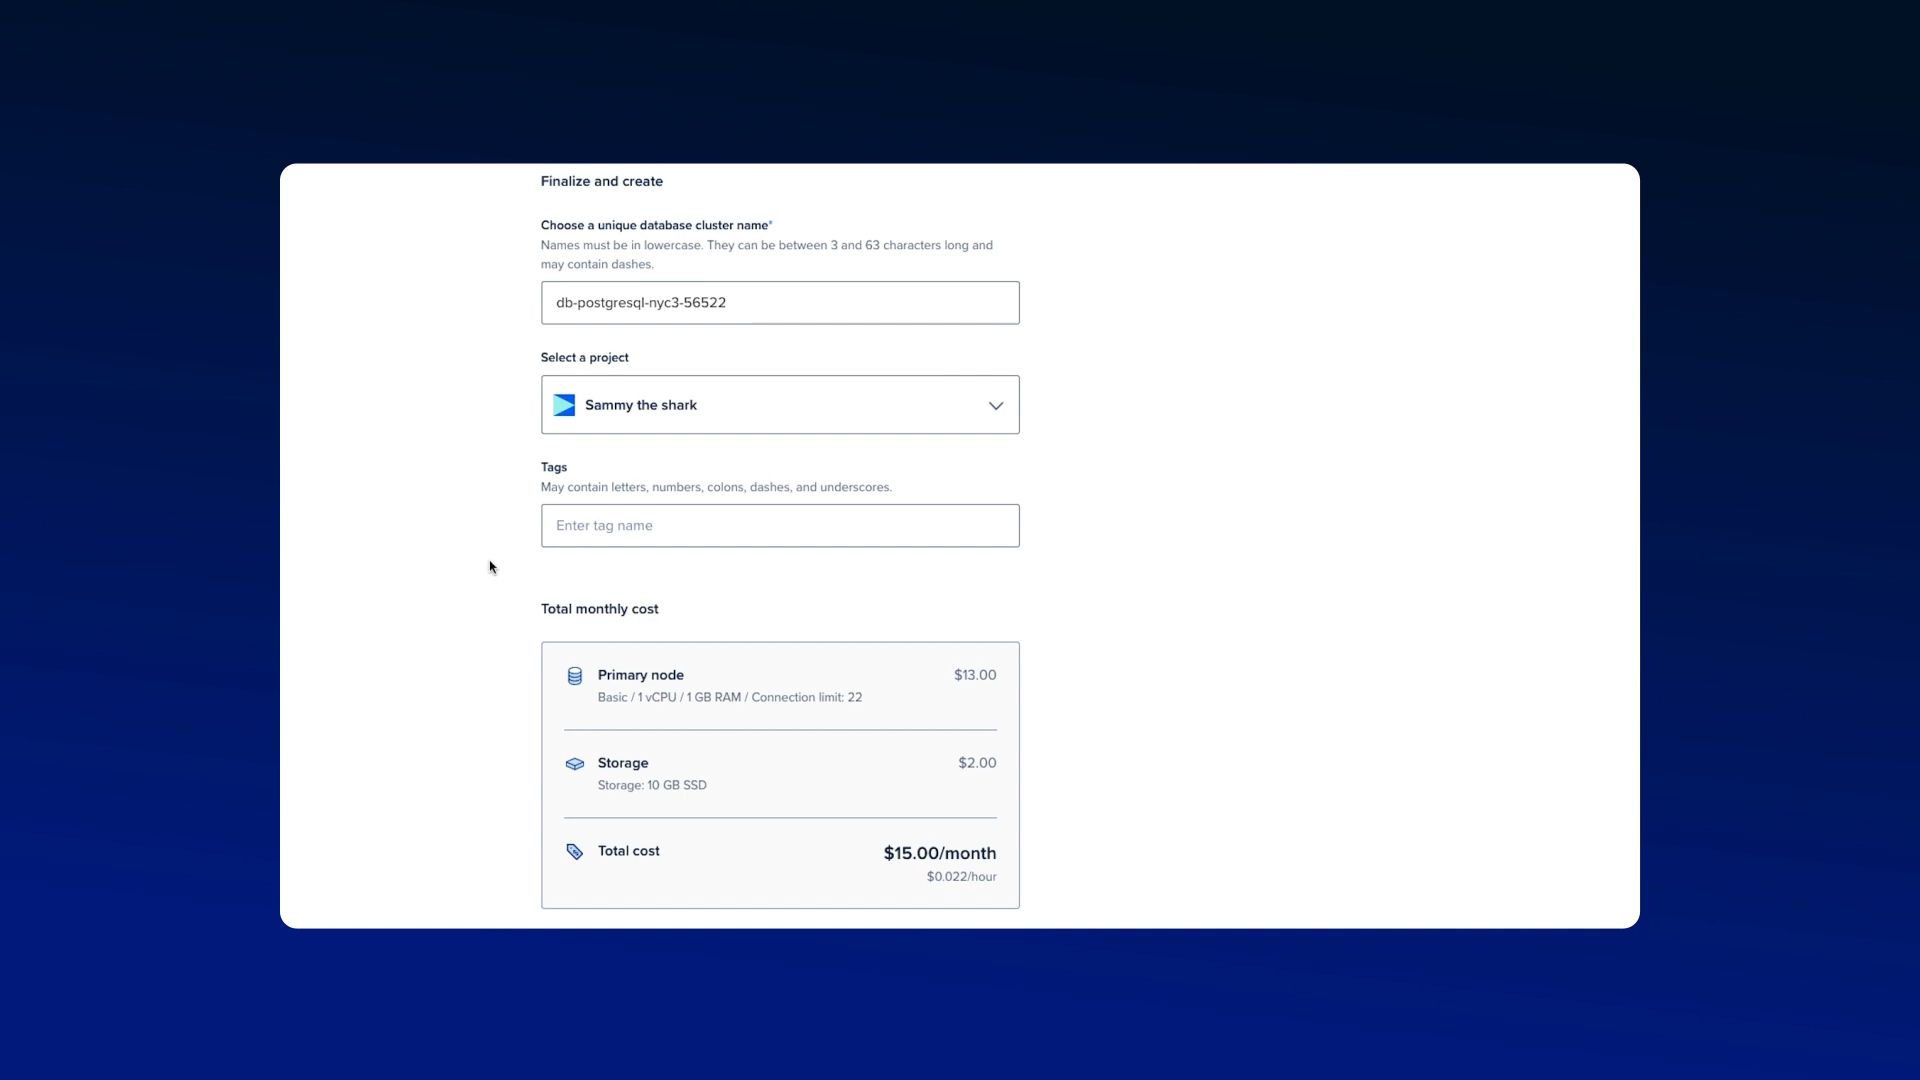 Finalize and create
Choose a unique database cluster name*
Names must be in lowercase. They can be between 3 and 63 characters long and
may contain dashes.
db-postgresql-nyc3-56522
Select a project
Sammy the shark
Tags
May contain letters, numbers, colons, dashes, and underscores.
Enter tag name
Total monthly cost
Primary node $13.00
Basic / 1 vCPU / 1 GB RAM / Connection limit: 22
Storage $2.00
Storage: 10 GB SSD
Total cost $15.00/month
$0.022/hour